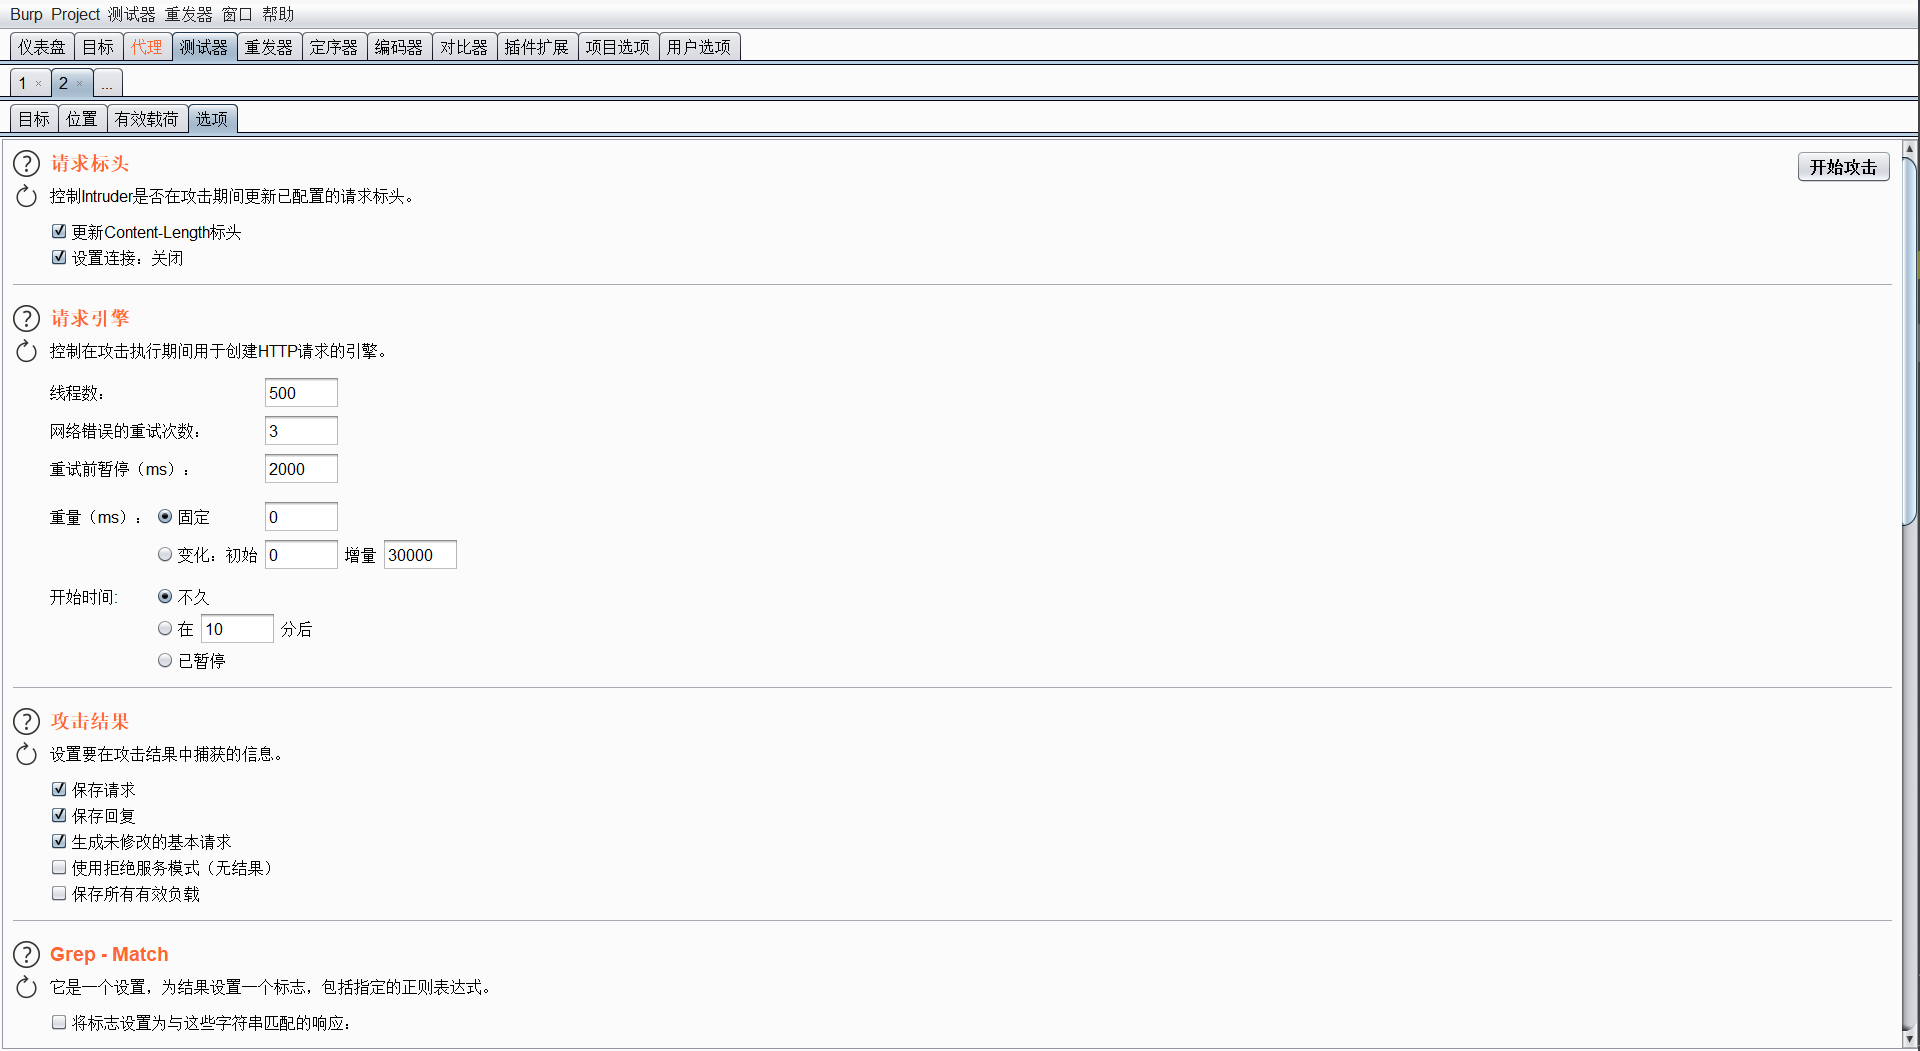 Burp Project 测试器 重发器 窗口 帮助
仪表盘 目标 代理 测试器 重发器 定序器 编码器 对比器 插件扩展 项目选项 用户选项
1 × 2 × ...
目标 位置 有效载荷 选项
? 请求标头
开始攻击
控制Intruder是否在攻击期间更新已配置的请求标头。
更新Content-Length标头
设置连接：关闭
? 请求引擎
控制在攻击执行期间用于创建HTTP请求的引擎。
线程数： 500
网络错误的重试次数： 3
重试前暂停（ms）： 2000
重量（ms）： 固定 0
变化：初始 0 增量 30000
开始时间: 不久
在 10 分后
已暂停
? 攻击结果
设置要在攻击结果中捕获的信息。
保存请求
保存回复
生成未修改的基本请求
使用拒绝服务模式（无结果）
保存所有有效负载
? Grep - Match
它是一个设置，为结果设置一个标志，包括指定的正则表达式。
将标志设置为与这些字符串匹配的响应：